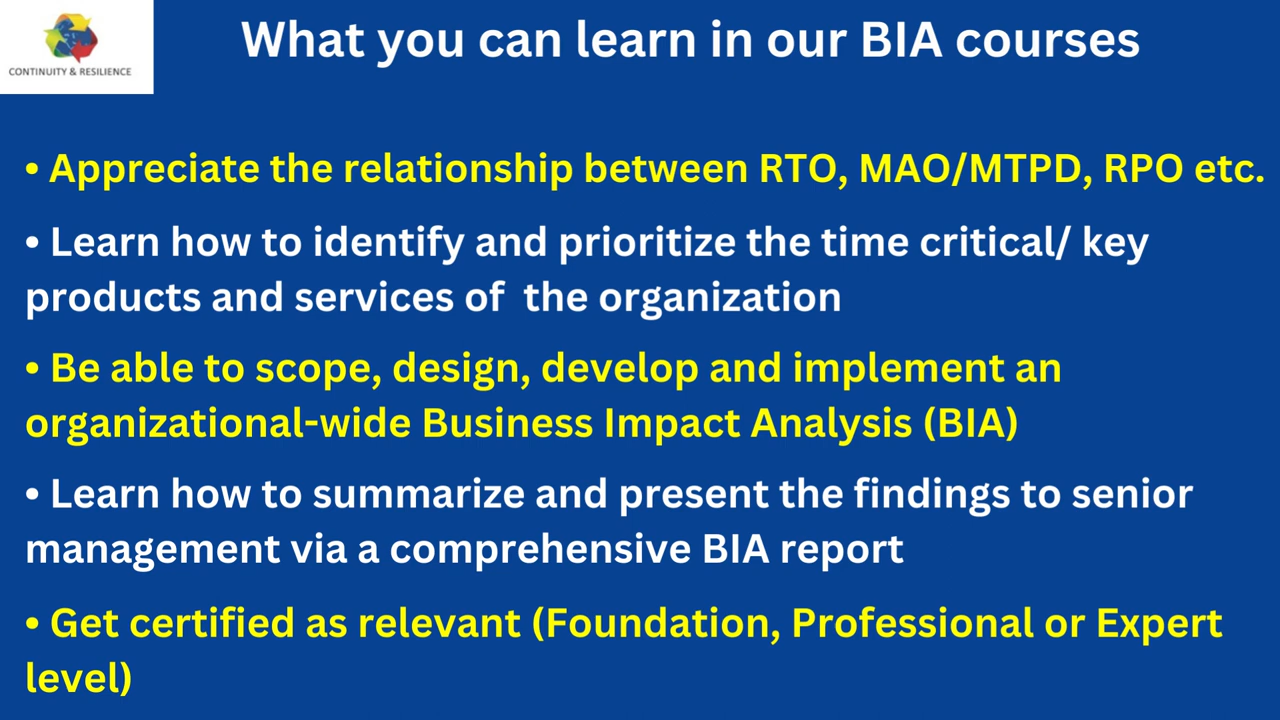 CONTINUITY & RESILIENCE
What you can learn in our BIA courses
• Appreciate the relationship between RTO, MAO/MTPD, RPO etc.
• Learn how to identify and prioritize the time critical/ key
products and services of the organization
• Be able to scope, design, develop and implement an
organizational-wide Business Impact Analysis (BIA)
• Learn how to summarize and present the findings to senior
management via a comprehensive BIA report
• Get certified as relevant (Foundation, Professional or Expert
level)